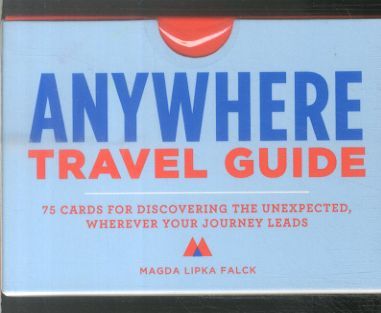 ANYWHERE
TRAVEL GUIDE
75 CARDS FOR DISCOVERING THE UNEXPECTED,
WHEREVER YOUR JOURNEY LEADS
MAGDA LIPKA FALCK